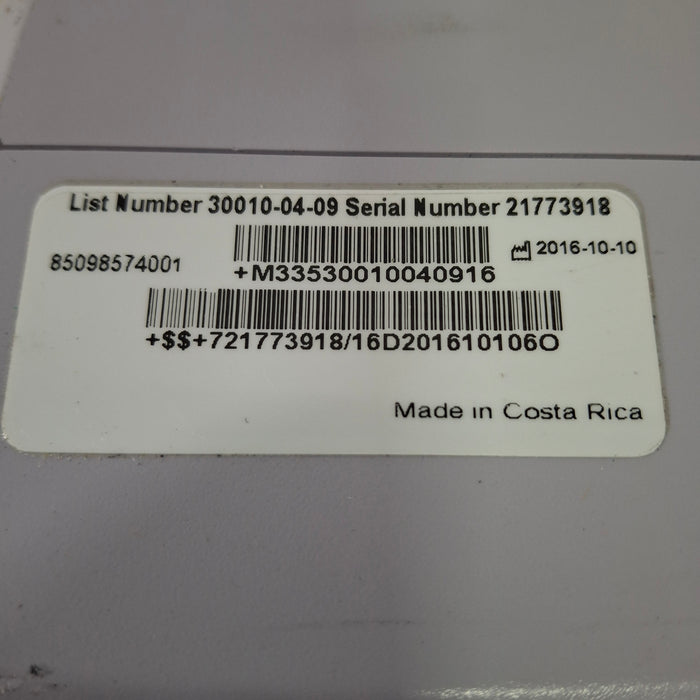 List Number 30010-04-09 Serial Number 21773918
85098574001
2016-10-10
+M33530010040916
+$$+721773918/16D201610106O
Made in Costa Rica